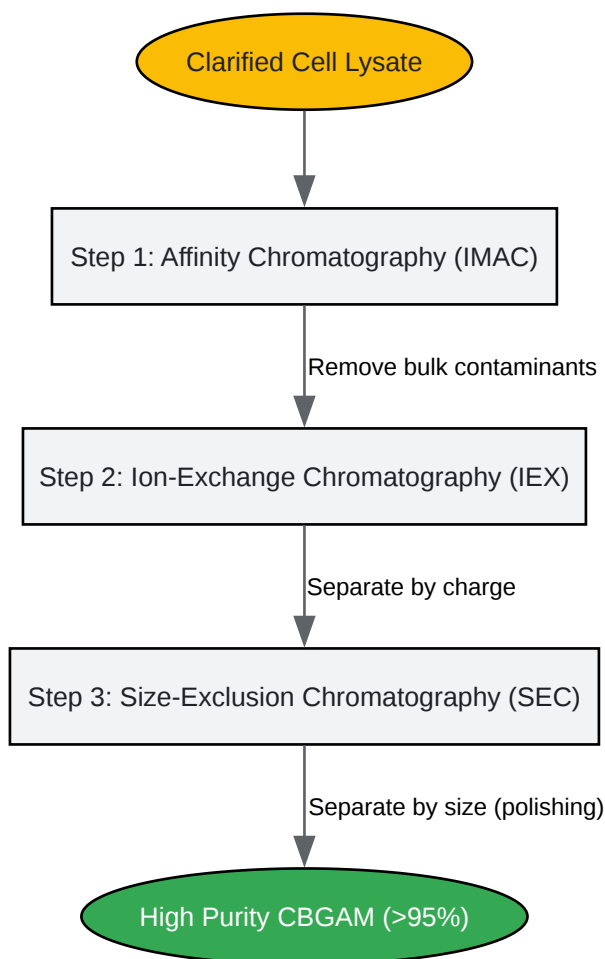 Clarified Cell Lysate
Step 1: Affinity Chromatography (IMAC)
Remove bulk contaminants
Step 2: Ion-Exchange Chromatography (IEX)
Separate by charge
Step 3: Size-Exclusion Chromatography (SEC)
Separate by size (polishing)
High Purity CBGAM (>95%)